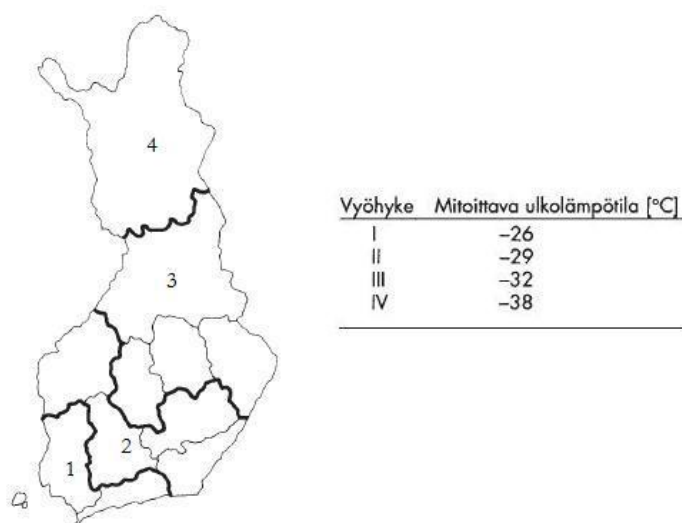 4
3
2
1
Vyöhyke Mitoittava ulkolämpötila [°C]
I –26
II –29
III –32
IV –38